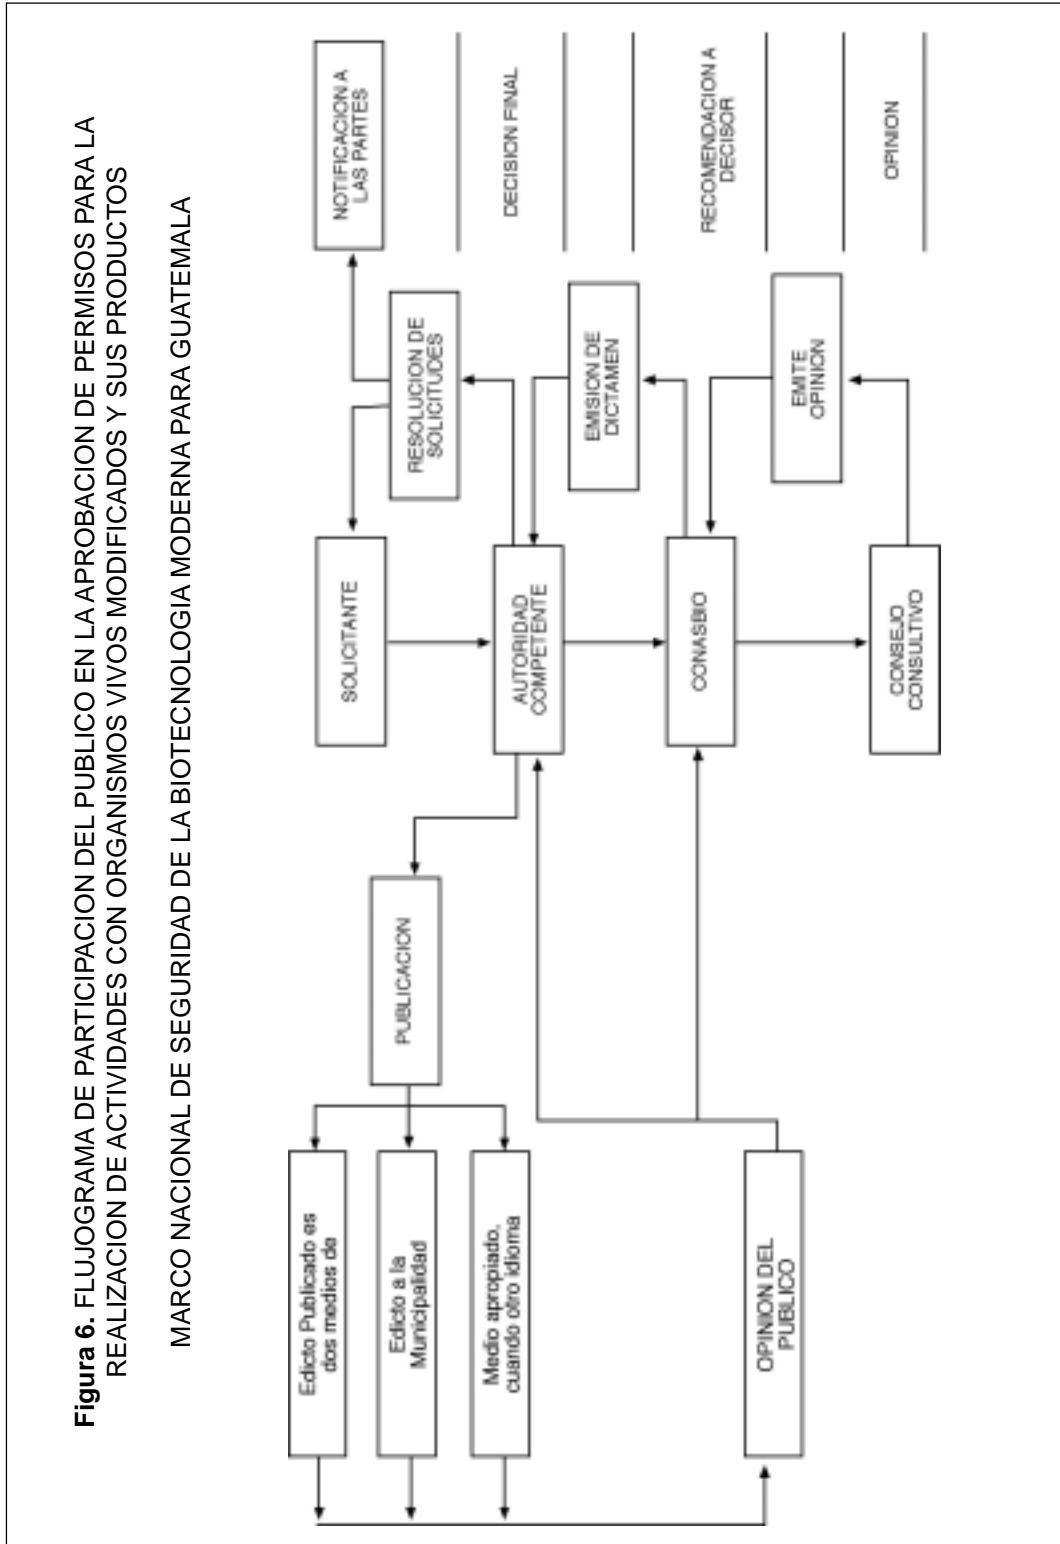 Figura 6. FLUJOGRAMA DE PARTICIPACION DEL PUBLICO EN LA APROBACION DE PERMISOS PARA LA
REALIZACION DE ACTIVIDADES CON ORGANISMOS VIVOS MODIFICADOS Y SUS PRODUCTOS
MARCO NACIONAL DE SEGURIDAD DE LA BIOTECNOLOGIA MODERNA PARA GUATEMALA
Edicto Publicado es
dos medios de
Edicto a la
Municipalidad
Medio apropiado,
cuando otro idioma
PUBLICACION
OPINION DEL
PUBLICO
SOLICITANTE
AUTORIDAD
COMPETENTE
CONASBIO
CONSEJO
CONSULTIVO
RESOLUCION DE
SOLICITUDES
EMISION DE
DICTAMEN
EMITE
OPINION
NOTIFICACION A
LAS PARTES
DECISION FINAL
RECOMENDACION A
DECISOR
OPINION